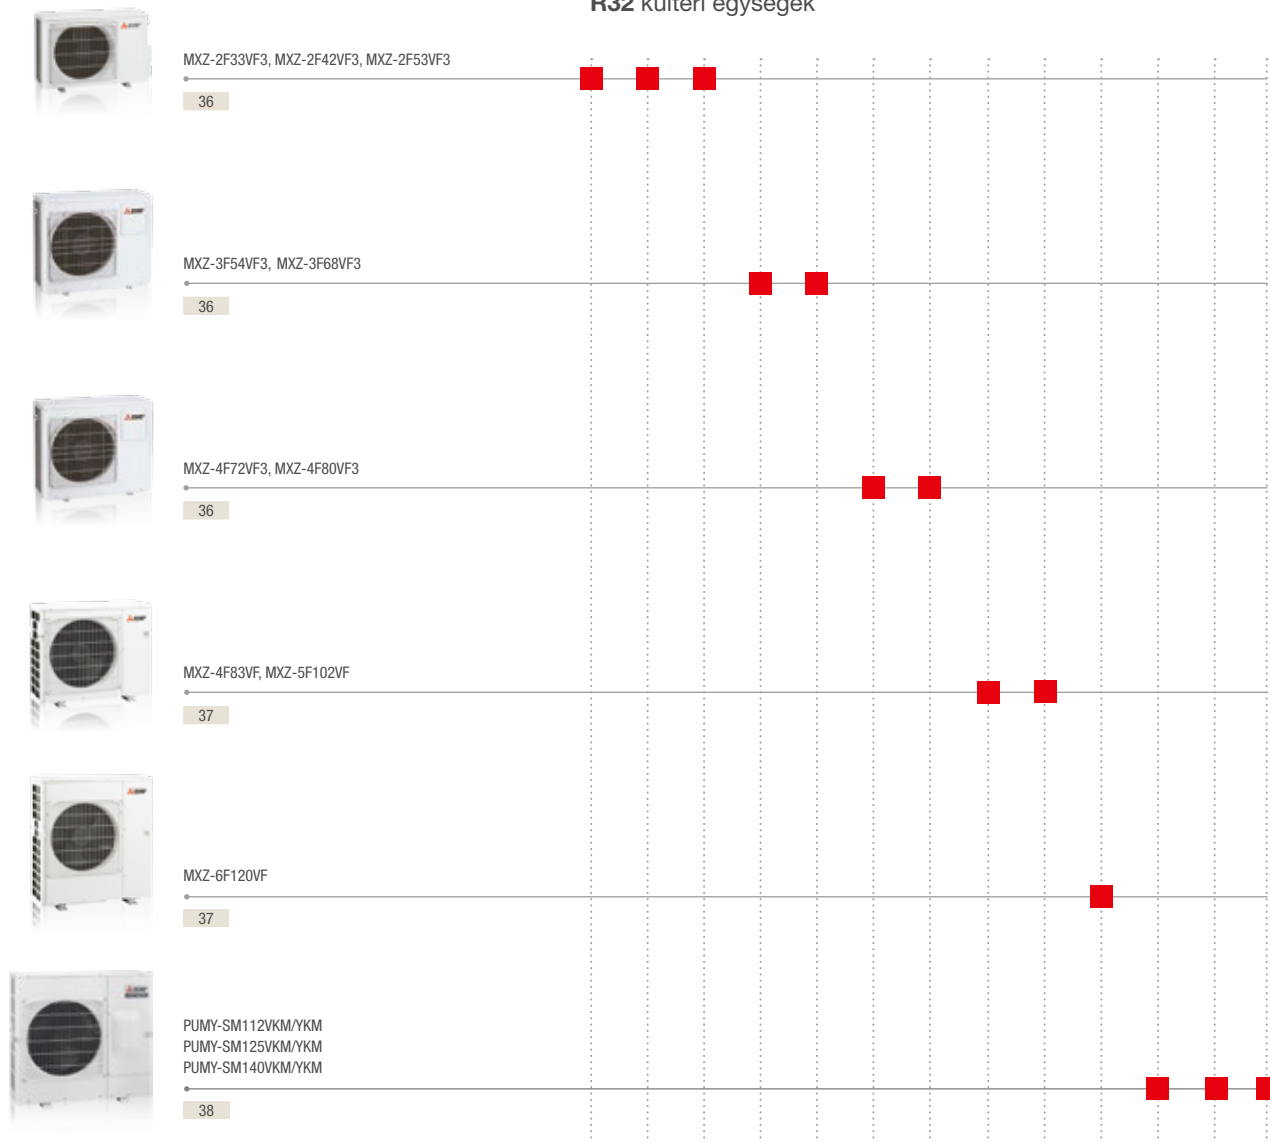 R32 kültéri egységek
MXZ-2F33VF3, MXZ-2F42VF3, MXZ-2F53VF3
36
MXZ-3F54VF3, MXZ-3F68VF3
36
MXZ-4F72VF3, MXZ-4F80VF3
36
MXZ-4F83VF, MXZ-5F102VF
37
MXZ-6F120VF
37
PUMY-SM112VKM/YKM
PUMY-SM125VKM/YKM
PUMY-SM140VKM/YKM
38